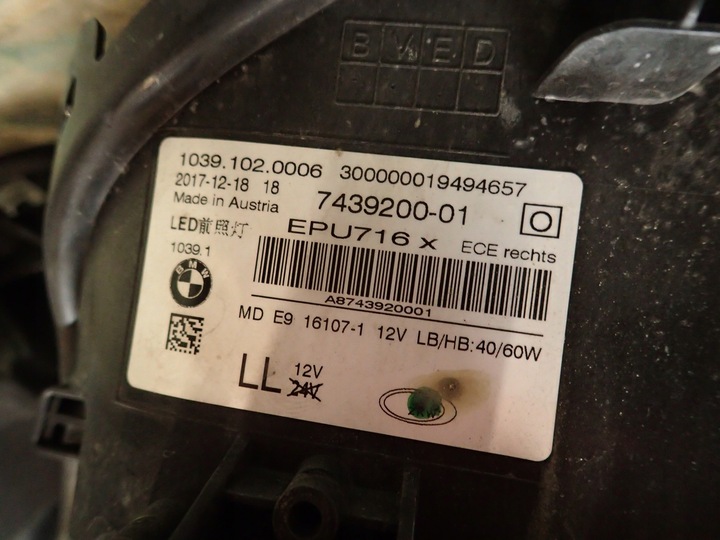 B V E D
1039.102.0006 300000019494657
2017-12-18 18 7439200-01
Made in Austria
LED前照灯 EPU716 x ECE rechts
1039.1
BMW
A8743920001
MD E9 16107-1 12V LB/HB:40/60W
LL 12V
24V